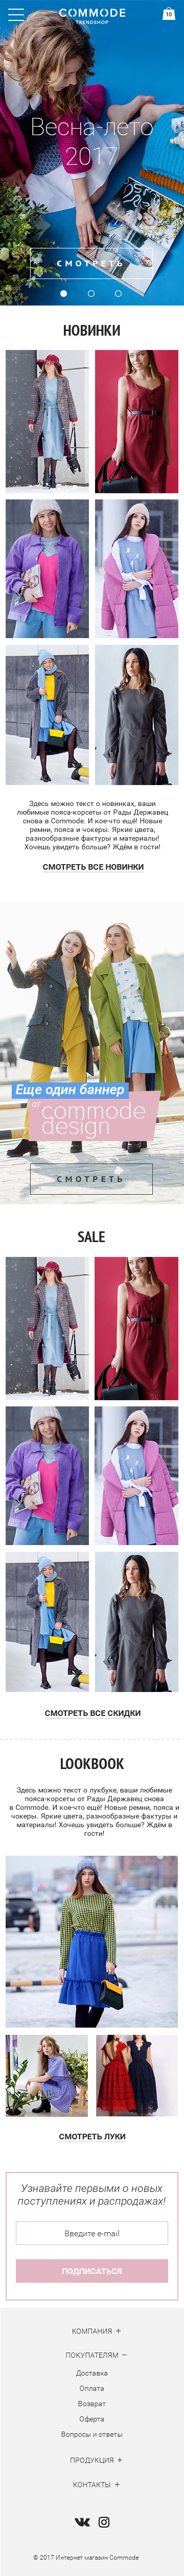 COMMODE
TRENDSHOP
10
Весна-лето
2017
СМОТРЕТЬ
НОВИНКИ
Здесь можно текст о новинках, ваши
любимые пояса-корсеты от Рады Державец
снова в Commode. И кое-что ещё! Новые
ремни, пояса и чокеры. Яркие цвета,
разнообразные фактуры и материалы!
Хочешь увидеть больше? Ждём в гости!
СМОТРЕТЬ ВСЕ НОВИНКИ
Еще один баннер
от
commode
design
СМОТРЕТЬ
SALE
СМОТРЕТЬ ВСЕ СКИДКИ
LOOKBOOK
Здесь можно текст о лукбуке, ваши любимые
пояса-корсеты от Рады Державец снова
в Commode. И кое-что ещё! Новые ремни, пояса и
чокеры. Яркие цвета, разнообразные фактуры и
материалы! Хочешь увидеть больше? Ждём в
гости!
СМОТРЕТЬ ЛУКИ
Узнавайте первыми о новых
поступлениях и распродажах!
Введите e-mail
ПОДПИСАТЬСЯ
КОМПАНИЯ +
ПОКУПАТЕЛЯМ −
Доставка
Оплата
Возврат
Оферта
Вопросы и ответы
ПРОДУКЦИЯ +
КОНТАКТЫ +
© 2017 Интернет магазин Commode